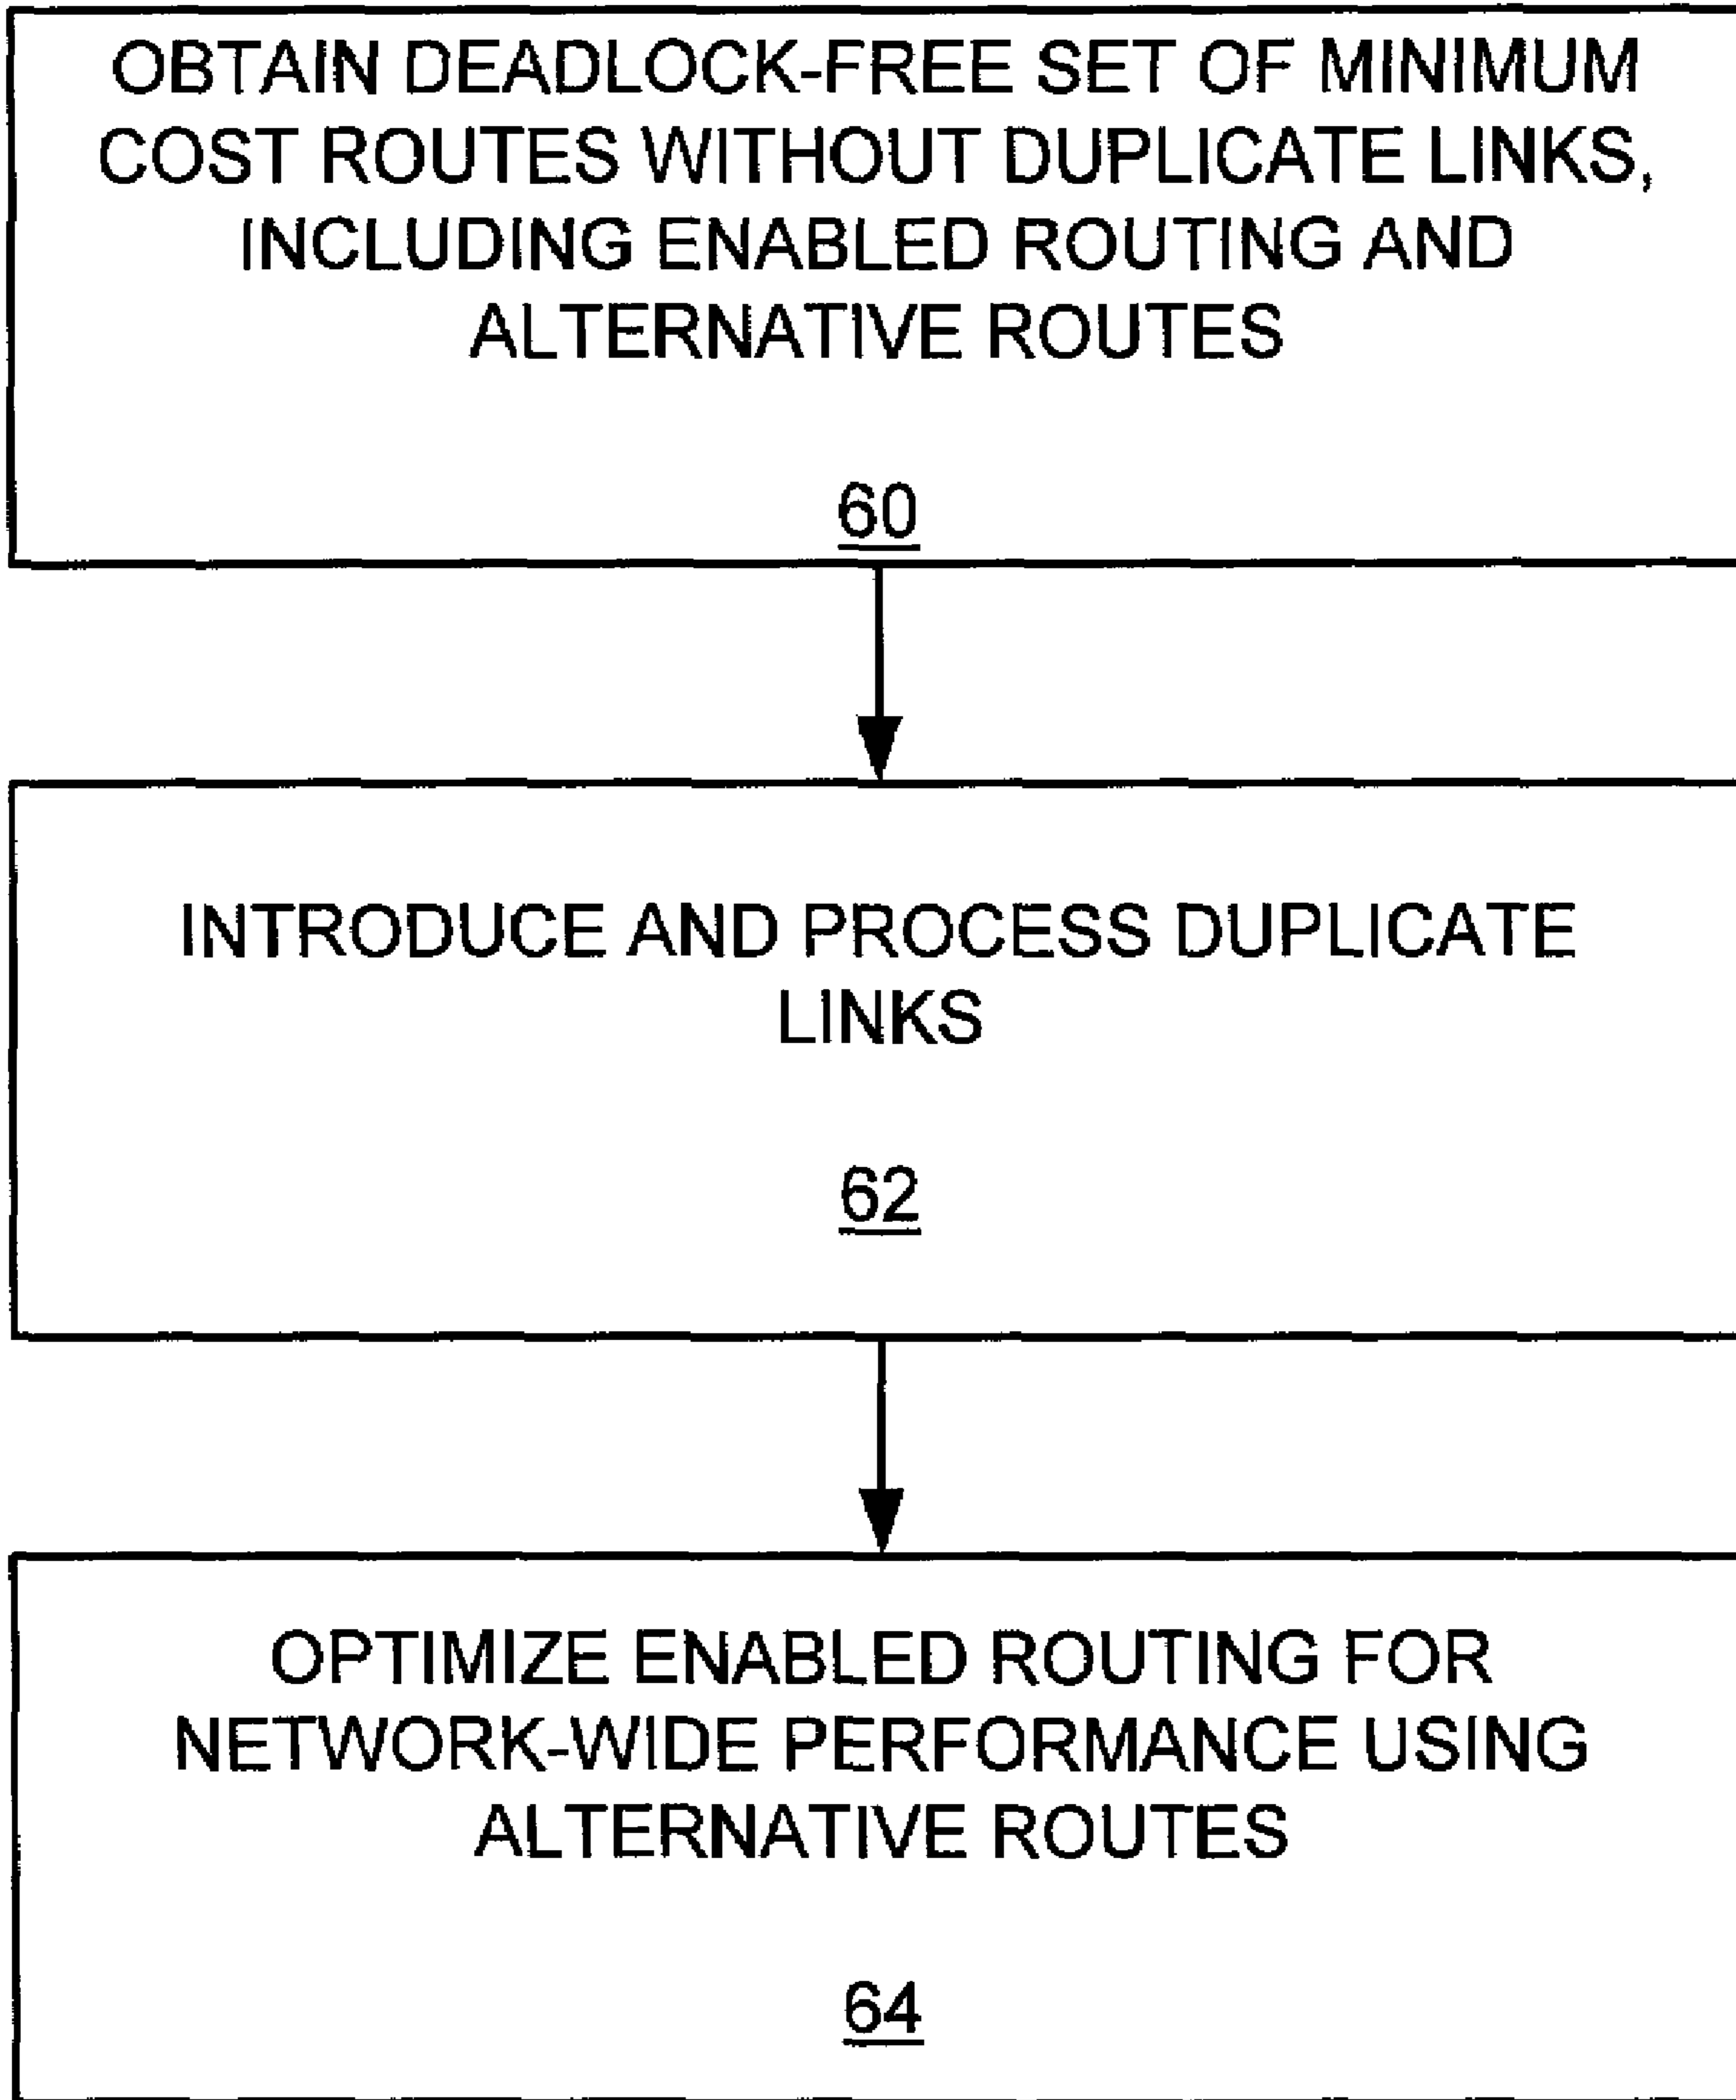 OBTAIN DEADLOCK-FREE SET OF MINIMUM
COST ROUTES WITHOUT DUPLICATE LINKS,
INCLUDING ENABLED ROUTING AND
ALTERNATIVE ROUTES
60
INTRODUCE AND PROCESS DUPLICATE
LINKS
62
OPTIMIZE ENABLED ROUTING FOR
NETWORK-WIDE PERFORMANCE USING
ALTERNATIVE ROUTES
64